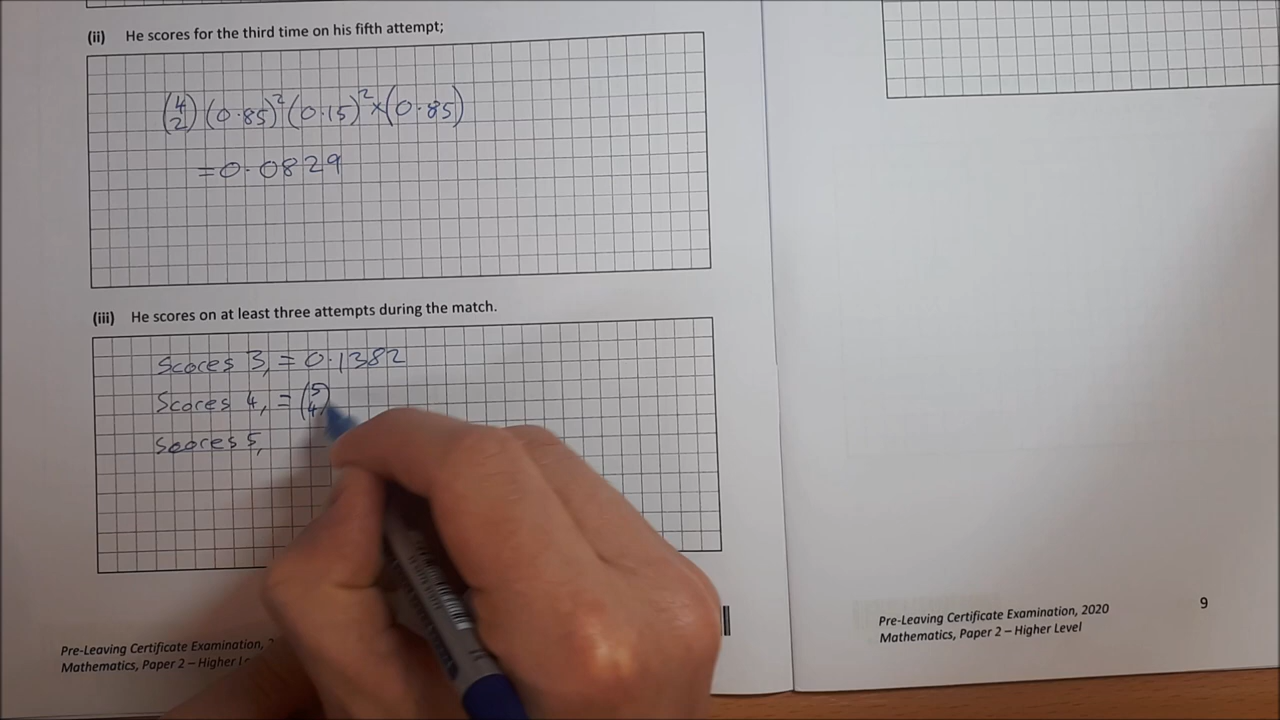 (ii) He scores for the third time on his fifth attempt;
(4 2)(0.85)²(0.15)²×(0.85)
=0.0829
(iii) He scores on at least three attempts during the match.
Scores 3, = 0.1382
Scores 4, = (5 4)
Scores 5,
Pre-Leaving Certificate Examination,
Mathematics, Paper 2 – Higher
Pre-Leaving Certificate Examination, 2020
Mathematics, Paper 2 – Higher Level
9